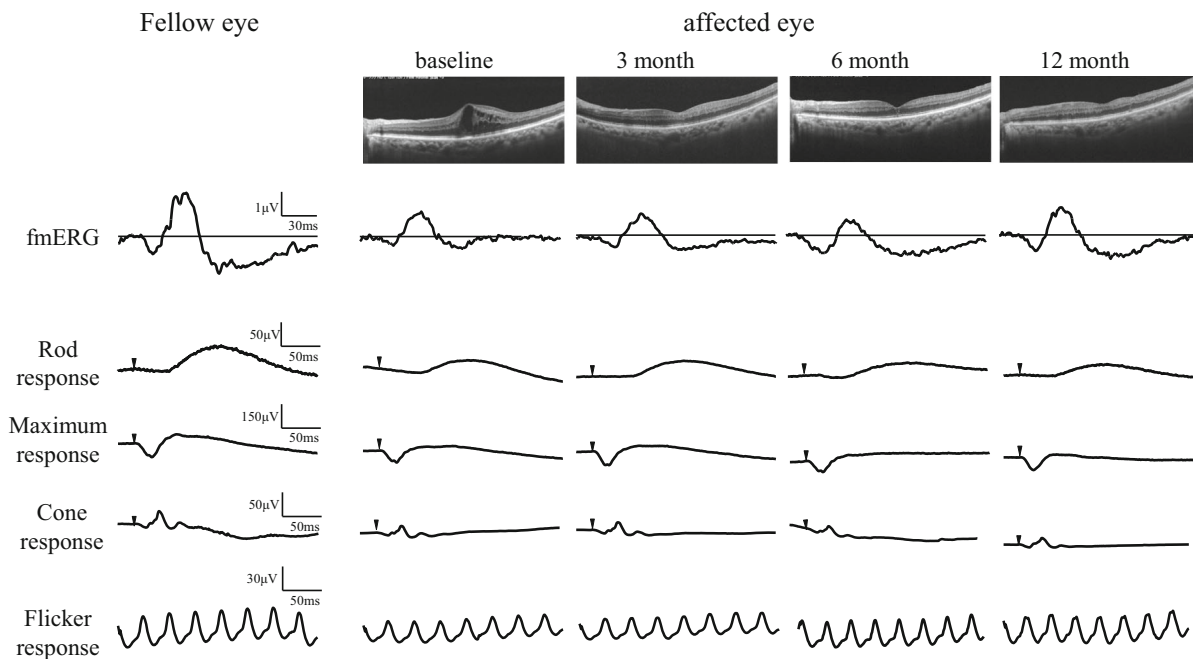 Fellow eye
affected eye
baseline
3 month
6 month
12 month
fmERG
1μV
30ms
Rod
response
50μV
50ms
Maximum
response
150μV
50ms
Cone
response
50μV
50ms
Flicker
response
30μV
50ms